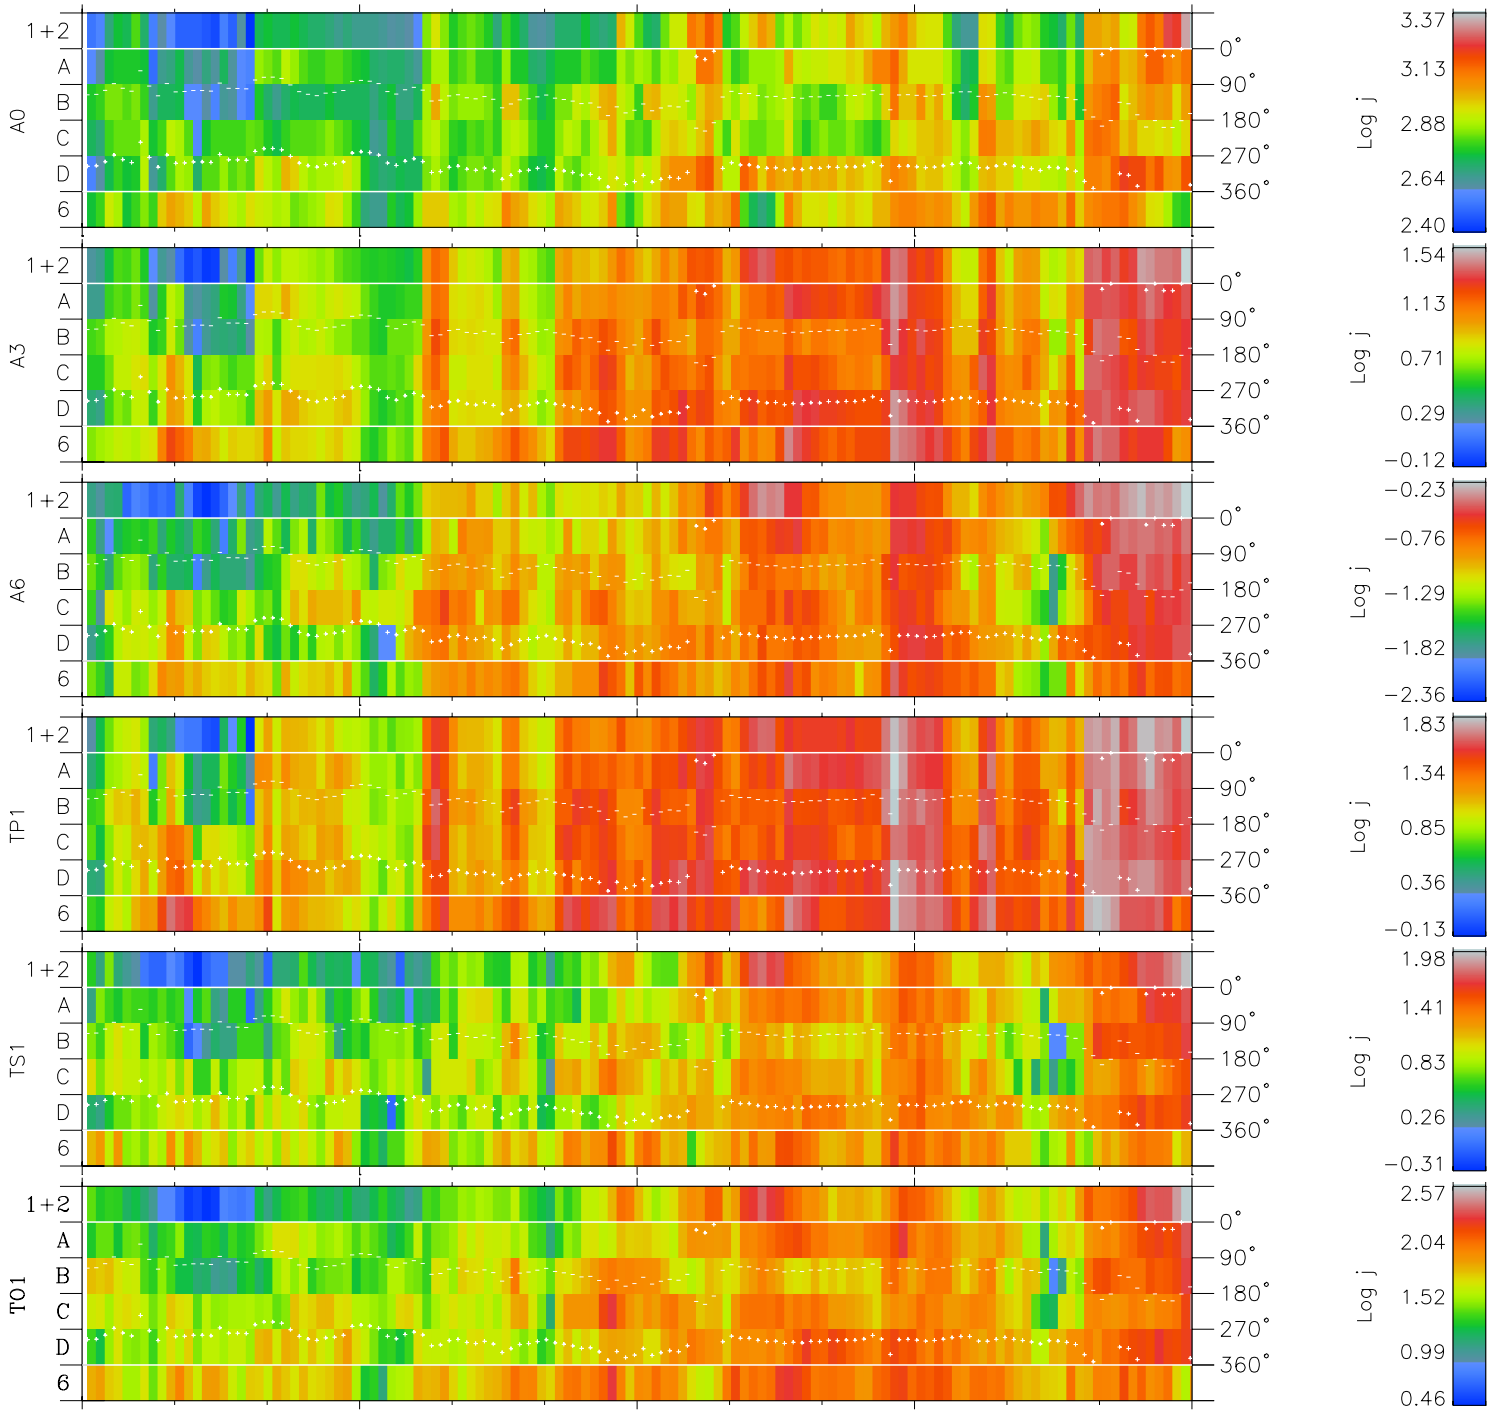 A0
1+2
A
B
C
D
6
0°
90°
180°
270°
360°
Log j
3.37
3.13
2.88
2.64
2.40
A3
1+2
A
B
C
D
6
0°
90°
180°
270°
360°
Log j
1.54
1.13
0.71
0.29
−0.12
A6
1+2
A
B
C
D
6
0°
90°
180°
270°
360°
Log j
−0.23
−0.76
−1.29
−1.82
−2.36
TP1
1+2
A
B
C
D
6
0°
90°
180°
270°
360°
Log j
1.83
1.34
0.85
0.36
−0.13
TS1
1+2
A
B
C
D
6
0°
90°
180°
270°
360°
Log j
1.98
1.41
0.83
0.26
−0.31
TO1
1+2
A
B
C
D
6
0°
90°
180°
270°
360°
Log j
2.57
2.04
1.52
0.99
0.46